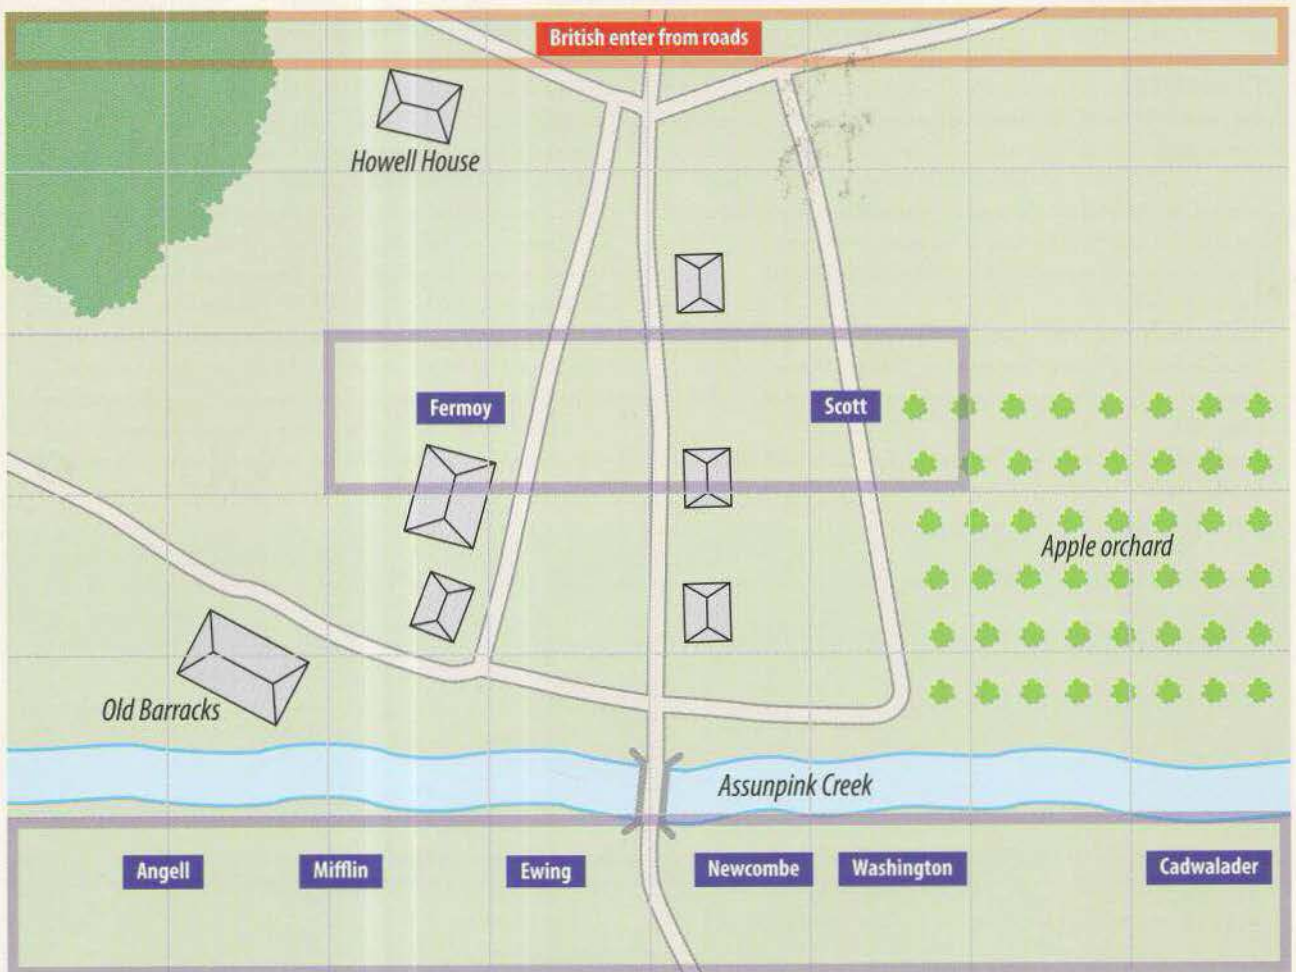 British enter from roads
Howell House
Fermoy
Scott
Apple orchard
Old Barracks
Assunpink Creek
Angell
Mifflin
Ewing
Newcombe
Washington
Cadwalader